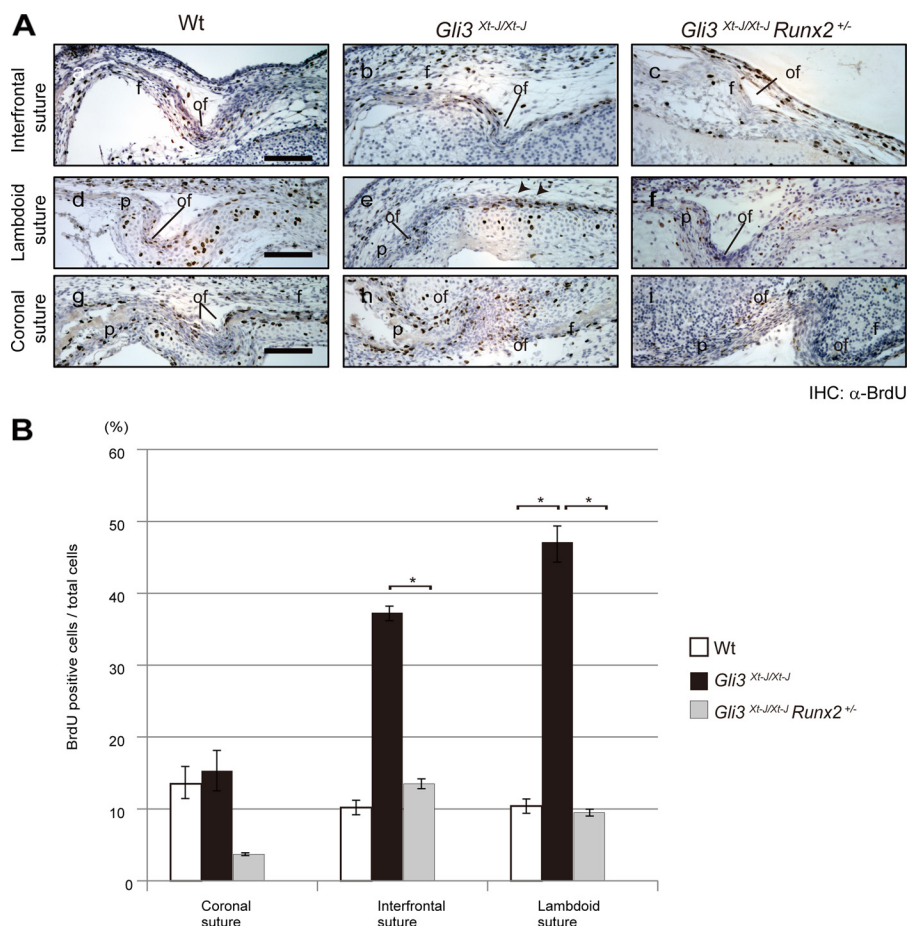 A
Wt
Gli3 Xt-J/Xt-J
Gli3 Xt-J/Xt-J Runx2 +/-
Interfrontal suture
a
f
of
b
f
of
c
f
of
Lambdoid suture
d
p
of
e
of
p
f
p
of
Coronal suture
g
of
f
p
h
of
p
f
of
i
of
p
f
of
IHC: α-BrdU
B
(%)
60
50
40
30
20
10
0
BrdU positive cells / total cells
*
*
*
Wt
Gli3 Xt-J/Xt-J
Gli3 Xt-J/Xt-J Runx2 +/-
Coronal suture
Interfrontal suture
Lambdoid suture